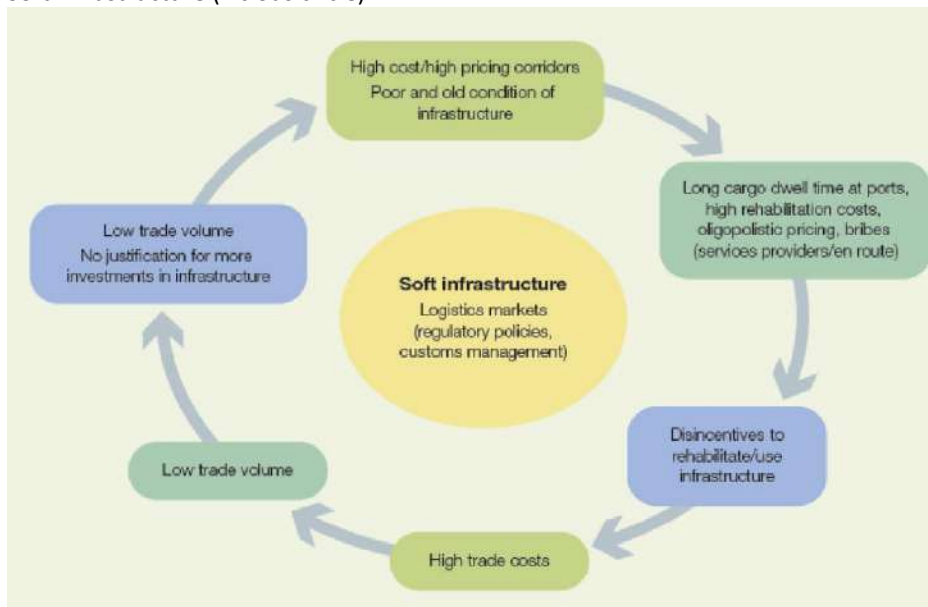 High cost/high pricing corridors
Poor and old condition of
infrastructure
Long cargo dwell time at ports,
high rehabilitation costs,
oligopolistic pricing, bribes
(services providers/en route)
Low trade volume
No justification for more
investments in infrastructure
Soft infrastructure
Logistics markets
(regulatory policies,
customs management)
Disincentives to
rehabilitate/use
infrastructure
Low trade volume
High trade costs